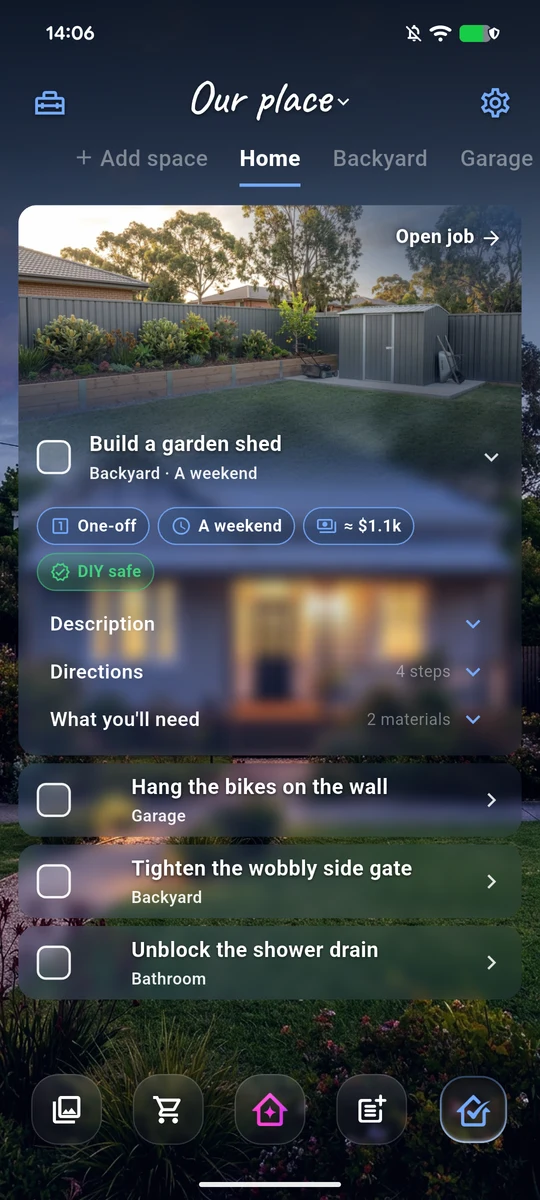 14:06
Our place
+ Add space
Home
Backyard
Garage
Open job →
Build a garden shed
Backyard · A weekend
1 One-off
A weekend
≈ $1.1k
DIY safe
Description
Directions
4 steps
What you'll need
2 materials
Hang the bikes on the wall
Garage
Tighten the wobbly side gate
Backyard
Unblock the shower drain
Bathroom